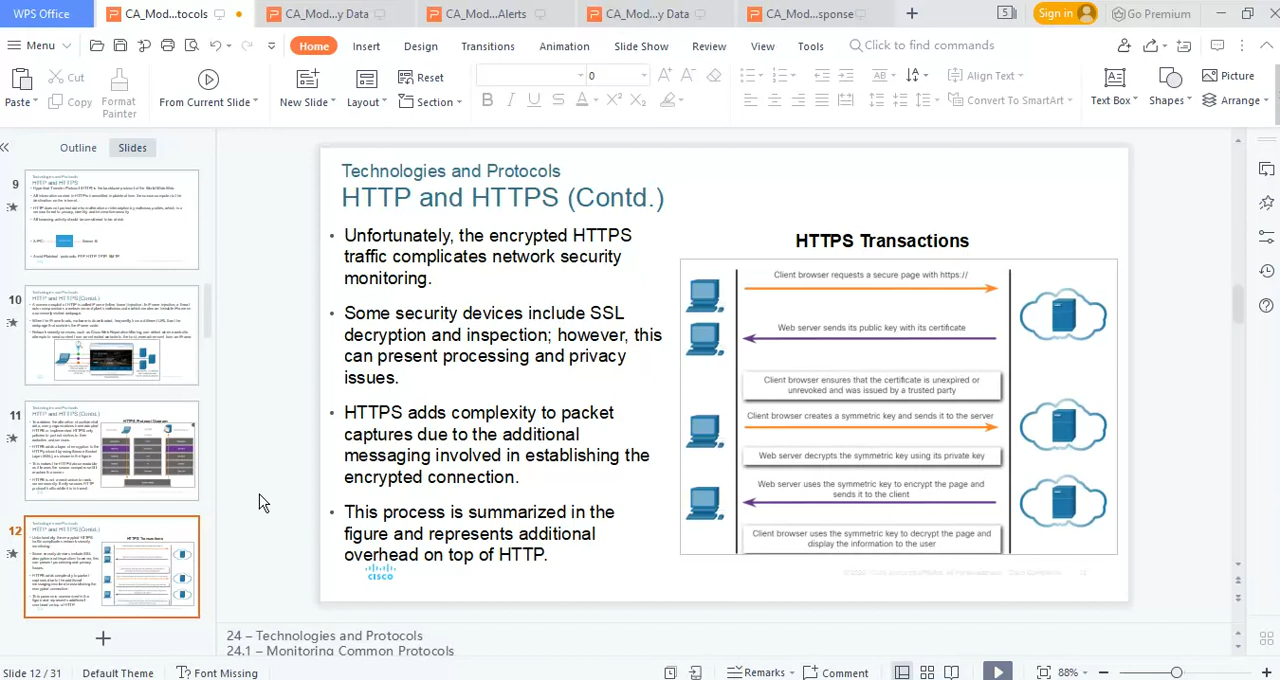 WPS Office
CA_Mod...tocols
CA_Mod...y Data
CA_Mod...Alerts
CA_Mod...y Data
CA_Mod...sponse
5
Sign in
Go Premium
Menu
Home
Insert
Design
Transitions
Animation
Slide Show
Review
View
Tools
Click to find commands
Paste
Cut
Copy
Format
Painter
From Current Slide
New Slide
Layout
Reset
Section
0
Align Text
Convert To SmartArt
Text Box
Shapes
Picture
Arrange
Outline
Slides
9
10
11
12
Technologies and Protocols
HTTP and HTTPS (Contd.)
• Unfortunately, the encrypted HTTPS
traffic complicates network security
monitoring.
• Some security devices include SSL
decryption and inspection; however, this
can present processing and privacy
issues.
• HTTPS adds complexity to packet
captures due to the additional
messaging involved in establishing the
encrypted connection.
• This process is summarized in the
figure and represents additional
overhead on top of HTTP.
CISCO
HTTPS Transactions
Client browser requests a secure page with https://
Web server sends its public key with its certificate
Client browser ensures that the certificate is unexpired or
unrevoked and was issued by a trusted party
Client browser creates a symmetric key and sends it to the server
Web server decrypts the symmetric key using its private key
Web server uses the symmetric key to encrypt the page and
sends it to the client
Client browser uses the symmetric key to decrypt the page and
display the information to the user
24 – Technologies and Protocols
24.1 – Monitoring Common Protocols
Slide 12 / 31
Default Theme
Font Missing
Remarks
Comment
88%